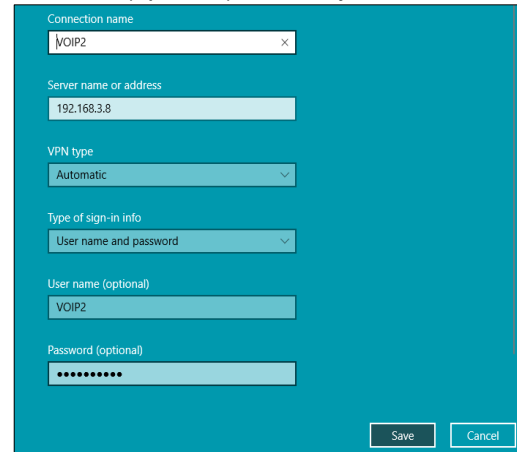 Connection name
VOIP2
Server name or address
192.168.3.8
VPN type
Automatic
Type of sign-in info
User name and password
User name (optional)
VOIP2
Password (optional)
••••••••••
Save Cancel